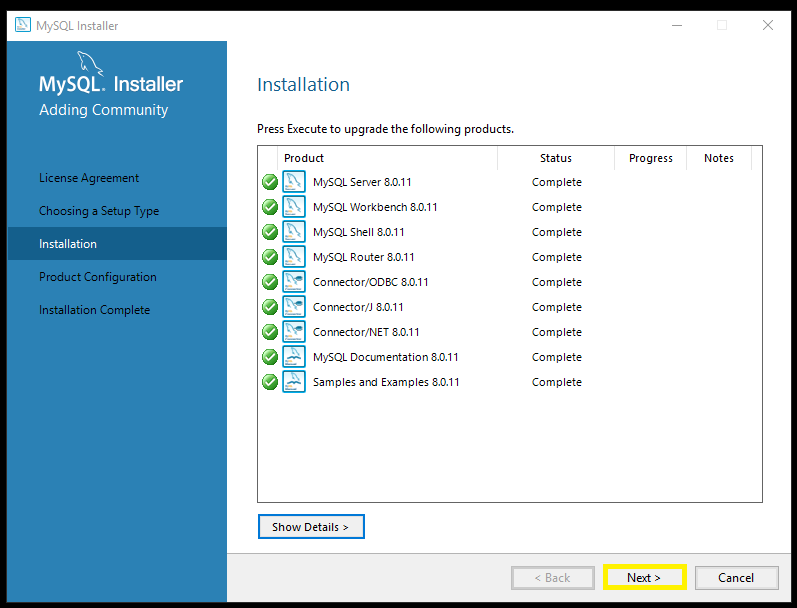 MySQL Installer
MySQL. Installer
Adding Community
License Agreement
Choosing a Setup Type
Installation
Product Configuration
Installation Complete
Installation
Press Execute to upgrade the following products.
Product Status Progress Notes
MySQL Server 8.0.11 Complete
MySQL Workbench 8.0.11 Complete
MySQL Shell 8.0.11 Complete
MySQL Router 8.0.11 Complete
Connector/ODBC 8.0.11 Complete
Connector/J 8.0.11 Complete
Connector/NET 8.0.11 Complete
MySQL Documentation 8.0.11 Complete
Samples and Examples 8.0.11 Complete
Show Details >
< Back Next > Cancel